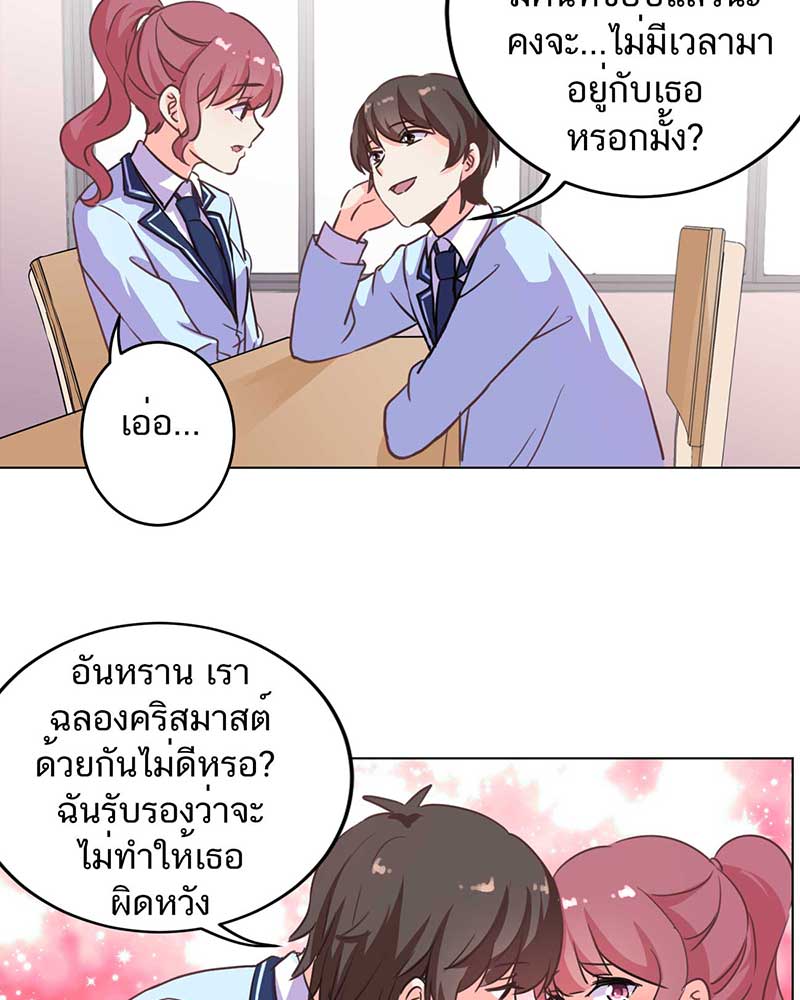 คงจะ...ไม่มีเวลามา
อยู่กับเธอ
หรอกมั้ง?
เอ่อ...
อันหราน เรา
ฉลองคริสมาสต์
ด้วยกันไม่ดีหรอ?
ฉันรับรองว่าจะ
ไม่ทำให้เธอ
ผิดหวัง